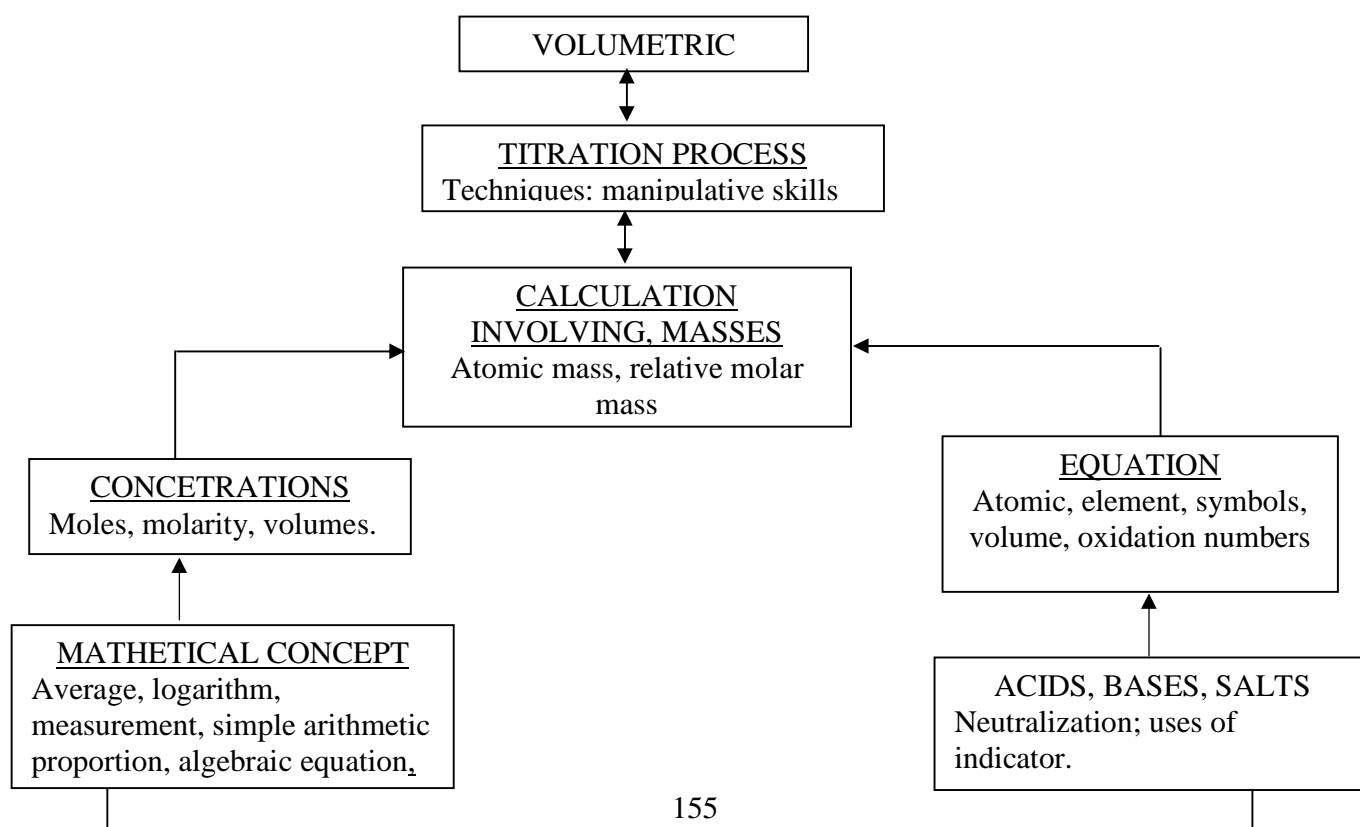 VOLUMETRIC
TITRATION PROCESS
Techniques: manipulative skills
CALCULATION
INVOLVING, MASSES
Atomic mass, relative molar
mass
CONCETRATIONS
Moles, molarity, volumes.
EQUATION
Atomic, element, symbols,
volume, oxidation numbers
MATHETICAL CONCEPT
Average, logarithm,
measurement, simple arithmetic
proportion, algebraic equation,
ACIDS, BASES, SALTS
Neutralization; uses of
indicator.
155